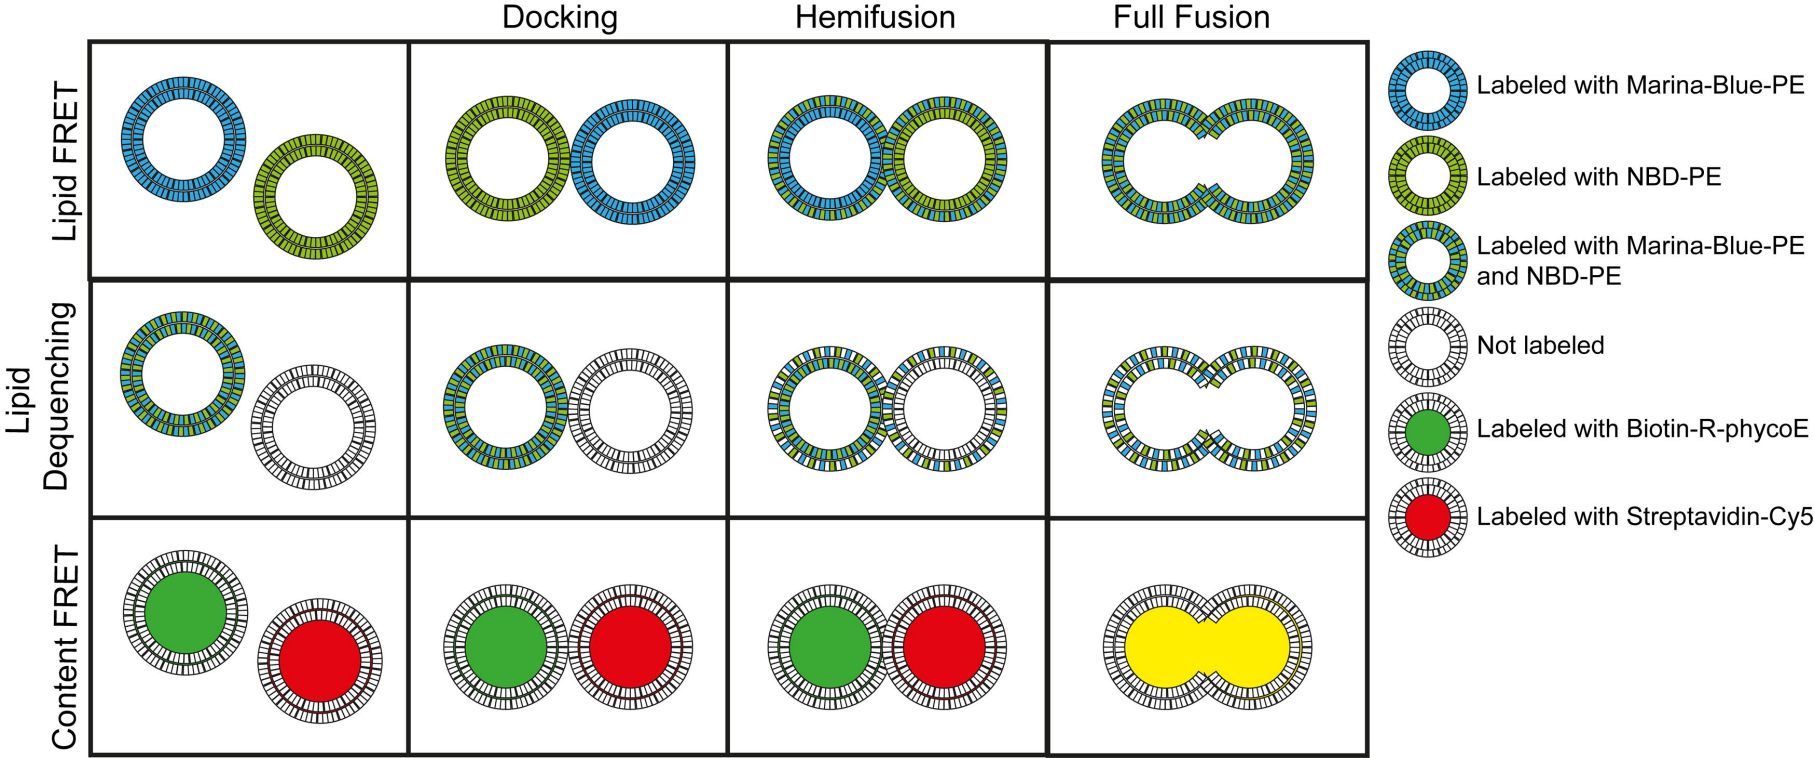 Docking
Hemifusion
Full Fusion
Lipid FRET
Lipid
Dequenching
Content FRET
Labeled with Marina-Blue-PE
Labeled with NBD-PE
Labeled with Marina-Blue-PE
and NBD-PE
Not labeled
Labeled with Biotin-R-phycoE
Labeled with Streptavidin-Cy5